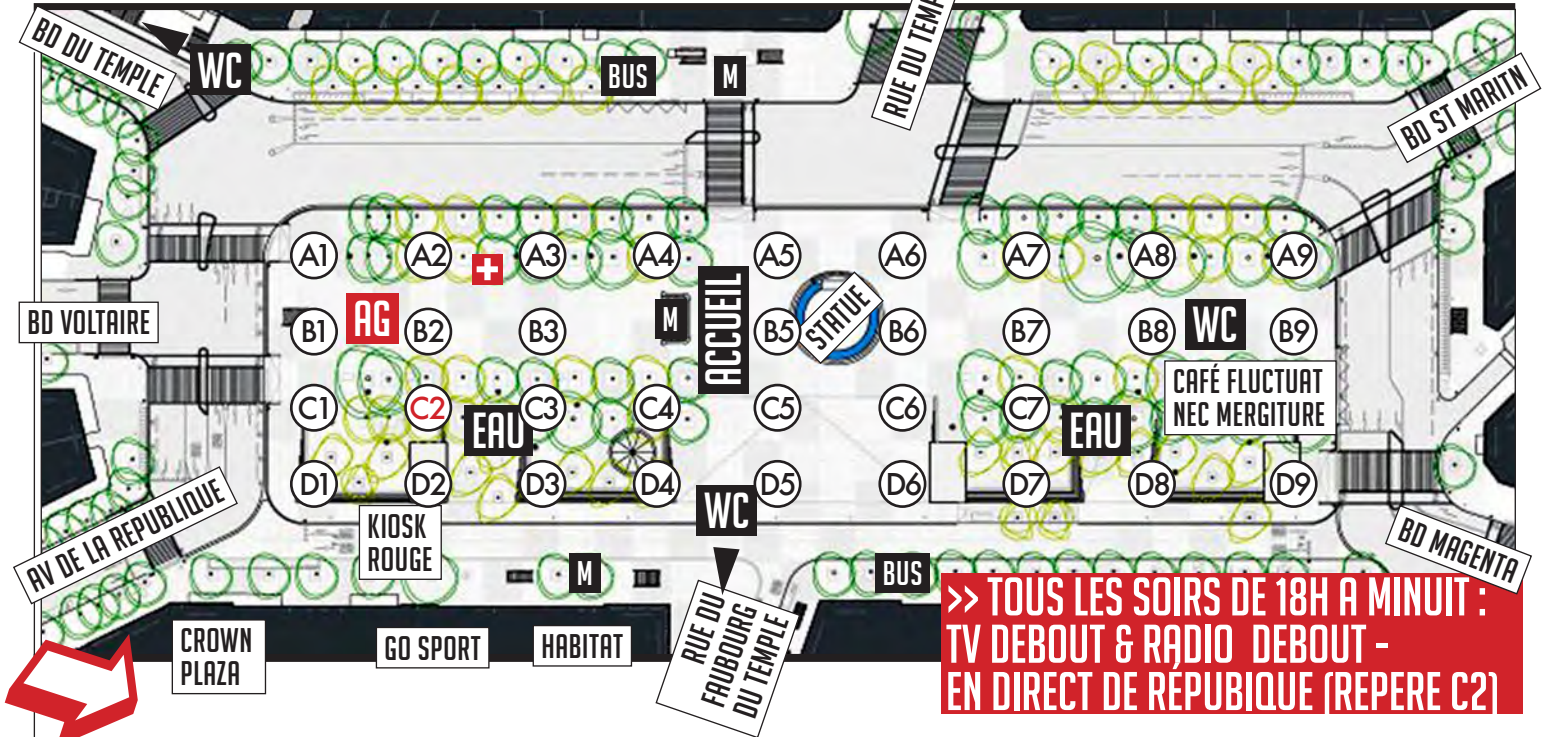 BD DU TEMPLE
WC
BUS
M
RUE DU TEMP
BD ST MARITN
A1 A2 + A3 A4 A5 A6 A7 A8 A9
BD VOLTAIRE
B1 AG B2 B3 M ACCUEIL B5 STATUE B6 B7 B8 WC B9
CAFÉ FLUCTUAT
NEC MERGITURE
C1 C2 EAU C3 C4 C5 C6 C7 EAU
D1 D2 D3 D4 WC D5 D6 D7 D8 D9
AV DE LA REPUBLIQUE
KIOSK
ROUGE
M
BUS
BD MAGENTA
CROWN
PLAZA
GO SPORT
HABITAT
RUE DU
FAUBOURG
DU TEMPLE
>> TOUS LES SOIRS DE 18H A MINUIT :
TV DEBOUT & RADIO DEBOUT -
EN DIRECT DE RÉPUBIQUE (REPERE C2)